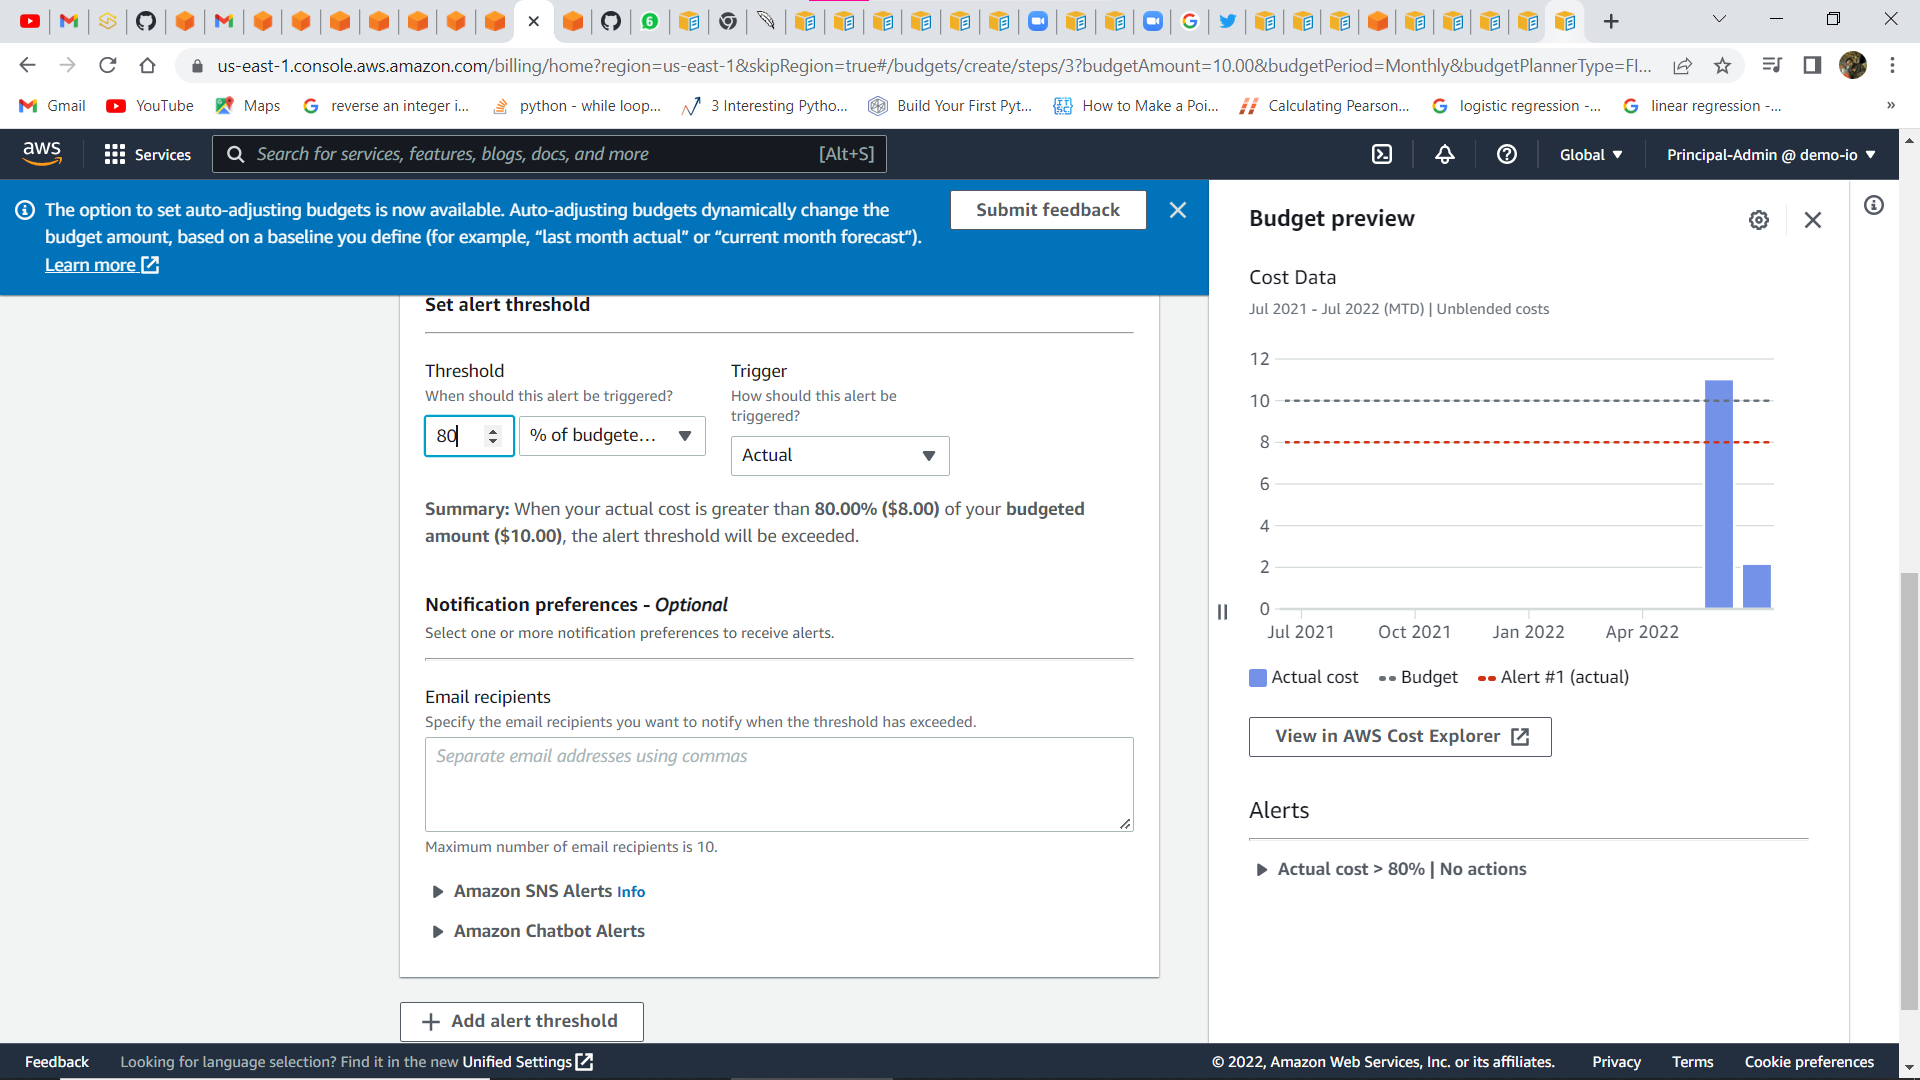 us-east-1.console.aws.amazon.com/billing/home?region=us-east-1&skipRegion=true#/budgets/create/steps/3?budgetAmount=10.00&budgetPeriod=Monthly&budgetPlannerType=FI...
Gmail YouTube Maps reverse an integer i... python - while loop... 3 Interesting Pytho... Build Your First Pyt... How to Make a Poi... Calculating Pearson... logistic regression -... linear regression -... »
aws Services Search for services, features, blogs, docs, and more [Alt+S] Global Principal-Admin @ demo-io
The option to set auto-adjusting budgets is now available. Auto-adjusting budgets dynamically change the
budget amount, based on a baseline you define (for example, “last month actual” or “current month forecast”).
Learn more
Submit feedback
Set alert threshold
Threshold
When should this alert be triggered?
80 % of budgete...
Trigger
How should this alert be
triggered?
Actual
Summary: When your actual cost is greater than 80.00% ($8.00) of your budgeted
amount ($10.00), the alert threshold will be exceeded.
Notification preferences - Optional
Select one or more notification preferences to receive alerts.
Email recipients
Specify the email recipients you want to notify when the threshold has exceeded.
Separate email addresses using commas
Maximum number of email recipients is 10.
Amazon SNS Alerts Info
Amazon Chatbot Alerts
Add alert threshold
Budget preview
Cost Data
Jul 2021 - Jul 2022 (MTD) | Unblended costs
12
10
8
6
4
2
0
Jul 2021 Oct 2021 Jan 2022 Apr 2022
Actual cost Budget Alert #1 (actual)
View in AWS Cost Explorer
Alerts
Actual cost > 80% | No actions
Feedback Looking for language selection? Find it in the new Unified Settings © 2022, Amazon Web Services, Inc. or its affiliates. Privacy Terms Cookie preferences